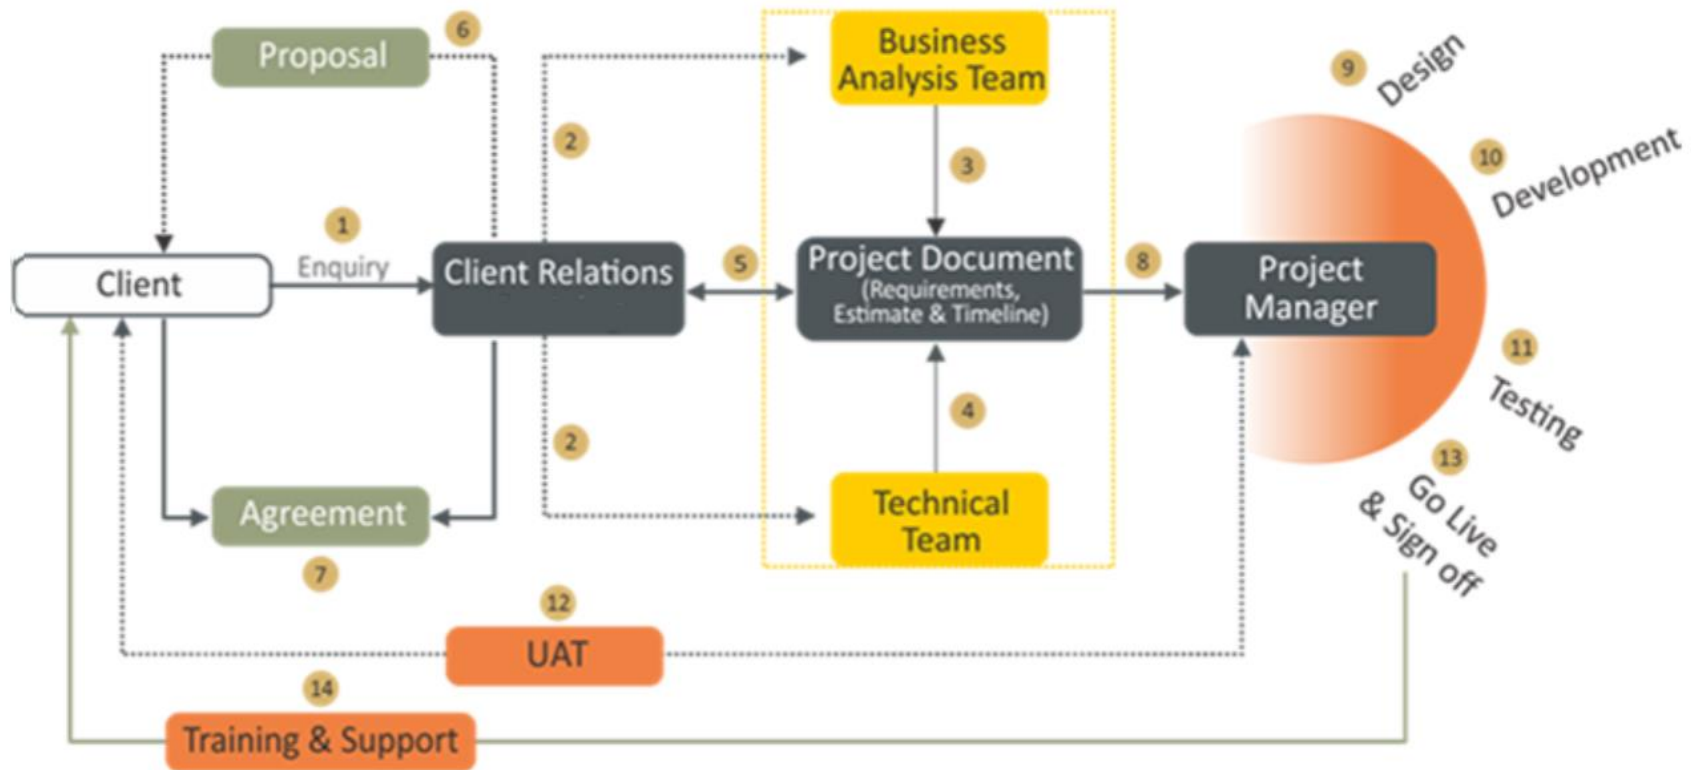 Proposal
6
Business
Analysis Team
9
Design
2
3
10
Development
1
Enquiry
Client
Client Relations
5
Project Document
(Requirements,
Estimate & Timeline)
8
Project
Manager
11
Testing
4
2
13
Go Live
& Sign off
Agreement
7
Technical
Team
12
UAT
14
Training & Support